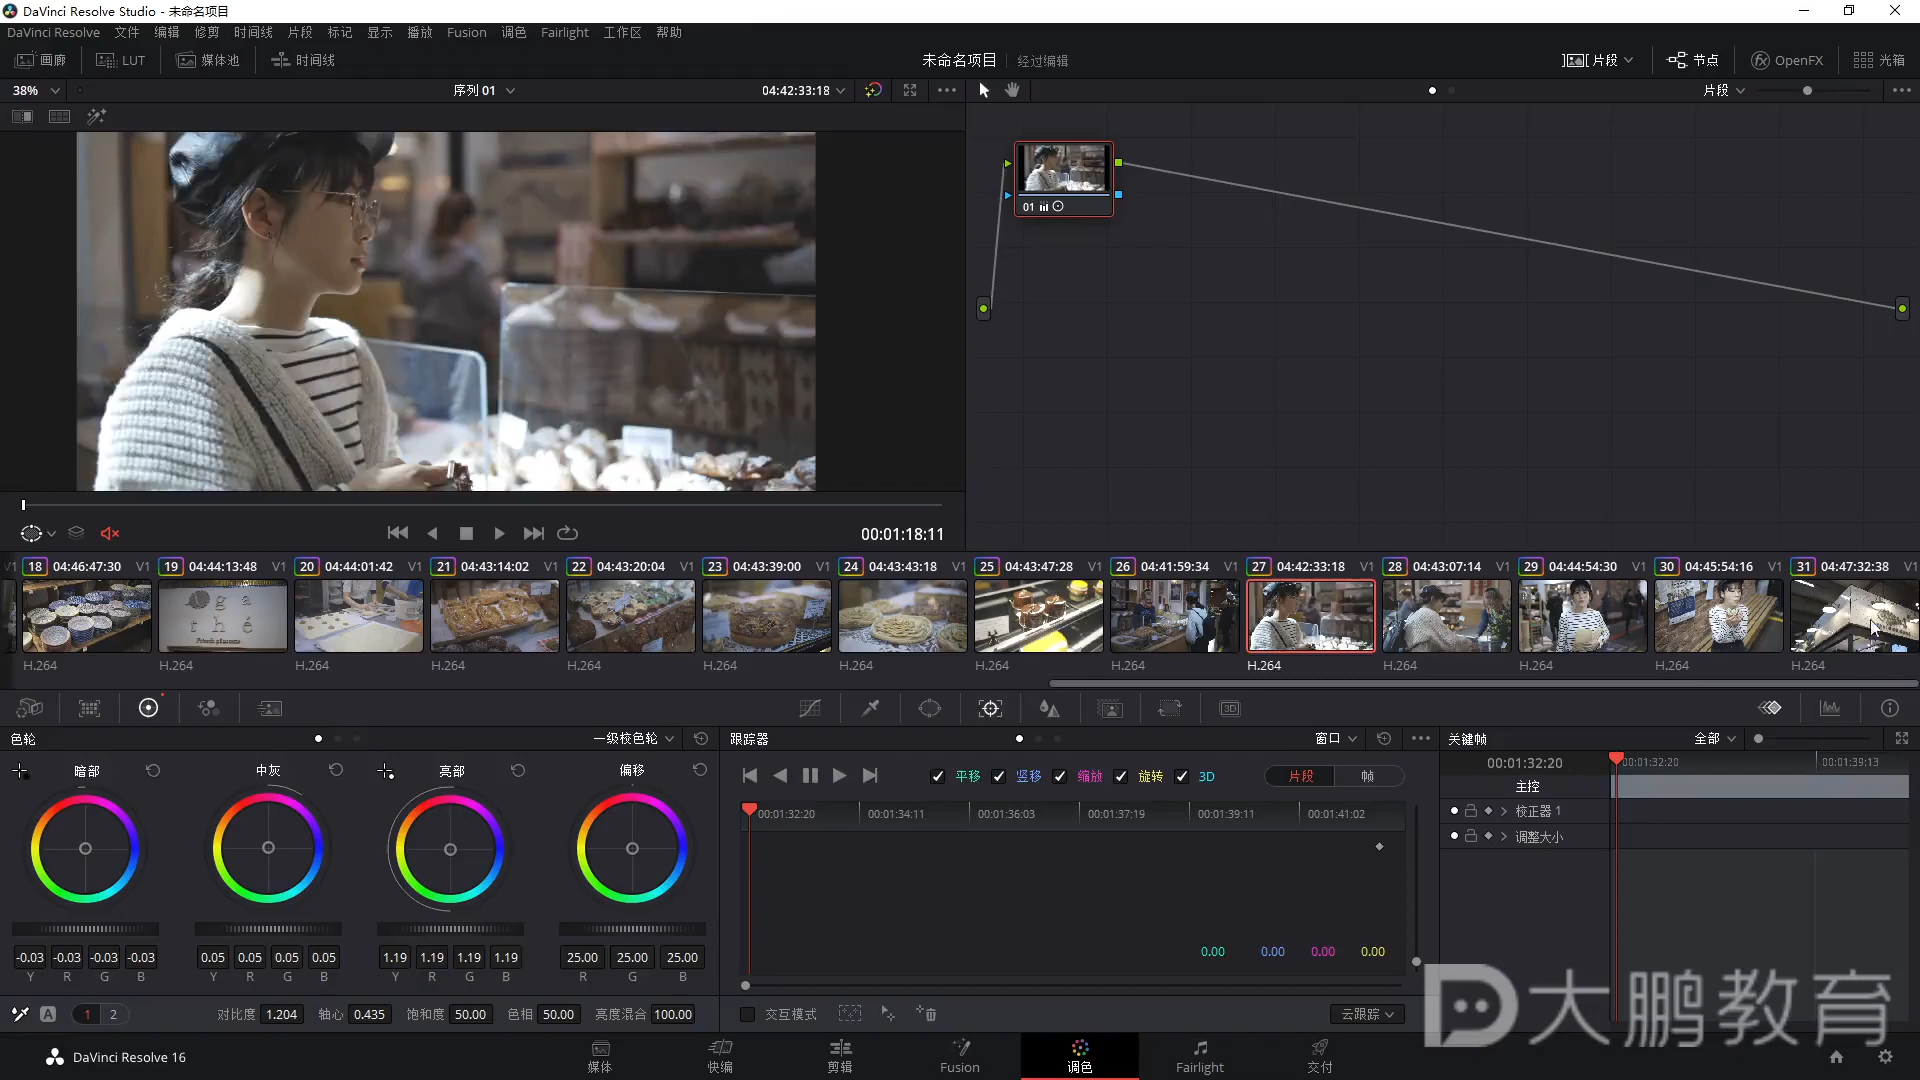 DaVinci Resolve Studio - 未命名项目
DaVinci Resolve 文件 编辑 修剪 时间线 片段 标记 显示 播放 Fusion 调色 Fairlight 工作区 帮助
画廊 LUT 媒体池 时间线 未命名项目 经过编辑 片段 节点 OpenFX 光箱
38% 序列 01 04:42:33:18 片段
01
00:01:18:11
V1 18 04:46:47:30 V1 19 04:44:13:48 V1 20 04:44:01:42 V1 21 04:43:14:02 V1 22 04:43:20:04 V1 23 04:43:39:00 V1 24 04:43:43:18 V1 25 04:43:47:28 V1 26 04:41:59:34 V1 27 04:42:33:18 V1 28 04:43:07:14 V1 29 04:44:54:30 V1 30 04:45:54:16 V1 31 04:47:32:38 V1
g a
r h é
H.264 H.264 H.264 H.264 H.264 H.264 H.264 H.264 H.264 H.264 H.264 H.264 H.264 H.264
3D
色轮 一级校色轮 跟踪器 窗口 关键帧 全部
暗部 中灰 亮部 偏移
平移 竖移 缩放 旋转 3D 片段 帧
00:01:32:20 00:01:32:20 00:01:39:13
主控
校正器 1
调整大小
00:01:32:20 00:01:34:11 00:01:36:03 00:01:37:19 00:01:39:11 00:01:41:02
0.00 0.00 0.00 0.00
-0.03 -0.03 -0.03 -0.03 0.05 0.05 0.05 0.05 1.19 1.19 1.19 1.19 25.00 25.00 25.00
Y R G B Y R G B Y R G B R G B
A 1 2 对比度 1.204 轴心 0.435 饱和度 50.00 色相 50.00 亮度混合 100.00
交互模式 云跟踪
大鹏教育
DaVinci Resolve 16
媒体 快编 剪辑 Fusion 调色 Fairlight 交付